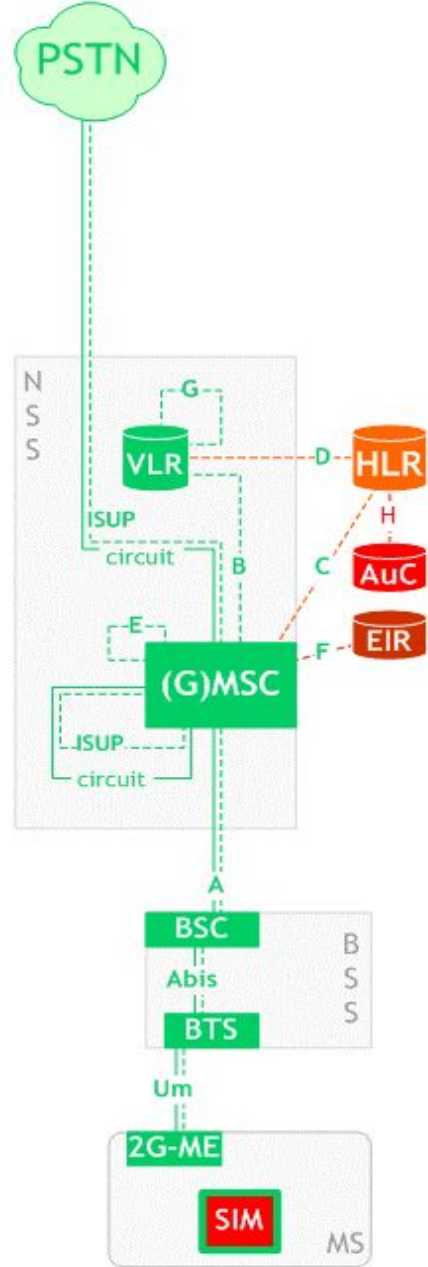 PSTN
N
S
S
G
VLR
D
HLR
ISUP
circuit
B
C
H
AuC
E
F
EIR
(G)MSC
ISUP
circuit
A
BSC
B
S
S
Abis
BTS
Um
2G-ME
SIM
MS